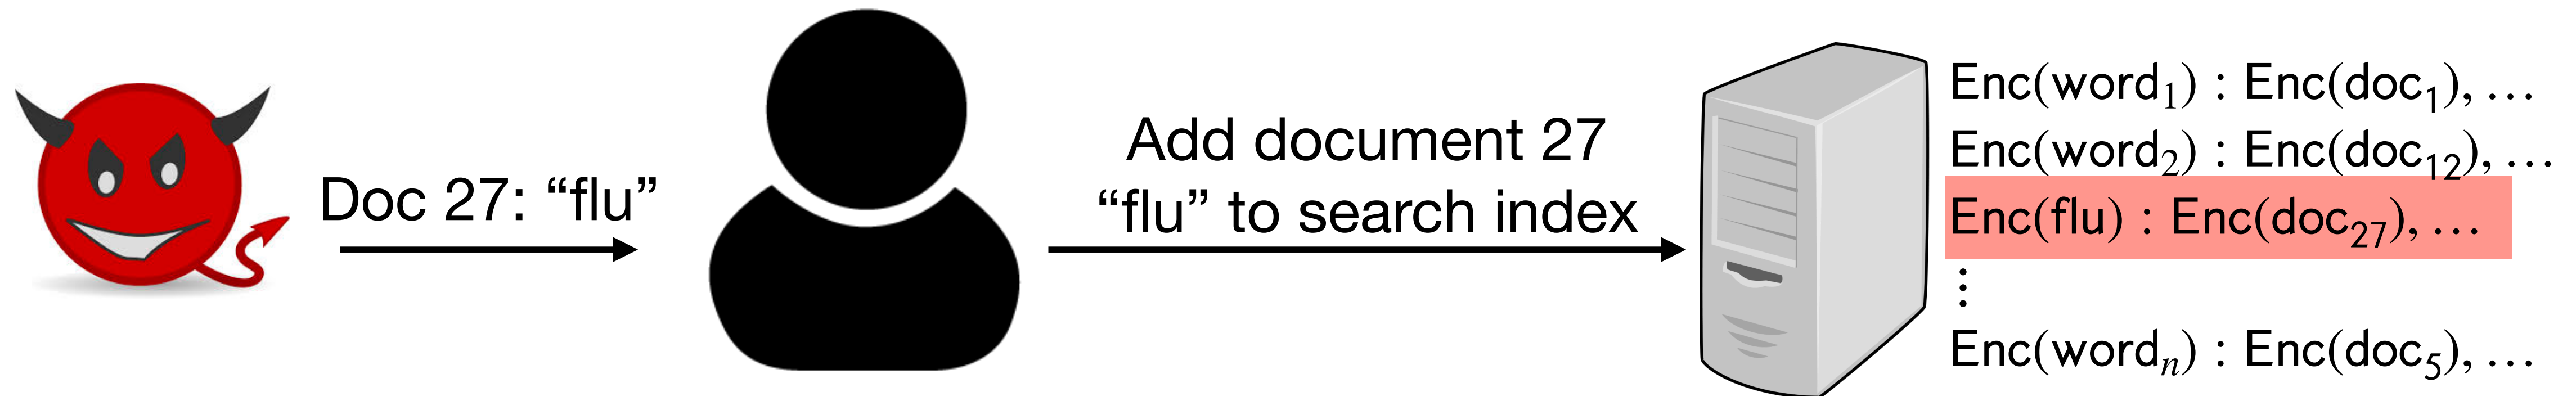 Doc 27: “flu”
Add document 27
“flu” to search index
Enc(word₁) : Enc(doc₁), …
Enc(word₂) : Enc(doc₁₂), …
Enc(flu) : Enc(doc₂₇), …
⋮
Enc(wordₙ) : Enc(doc₅), …